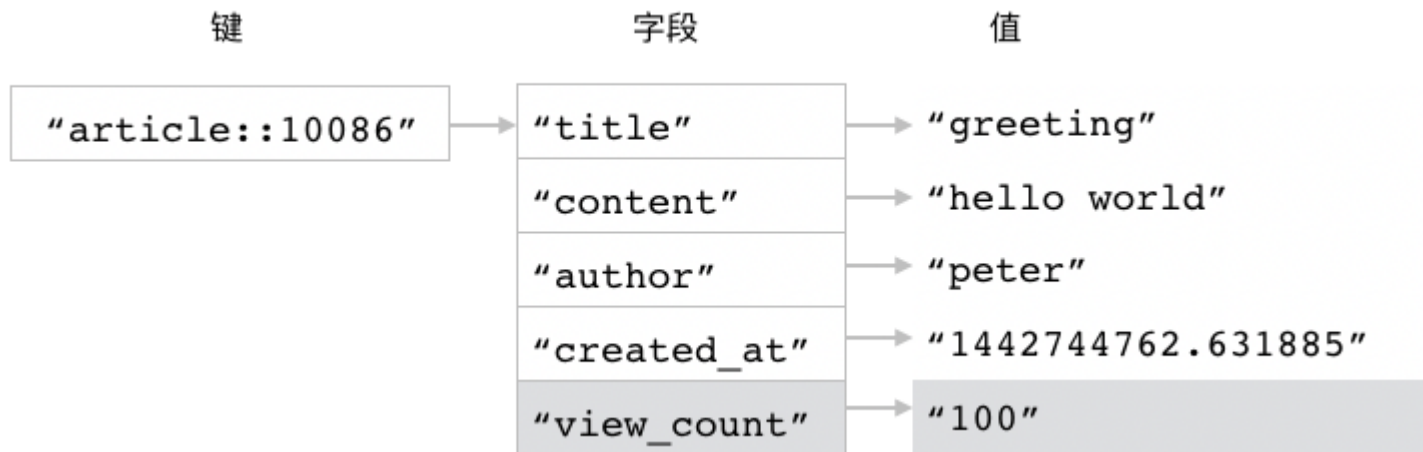 键 字段 值
“article::10086” “title” “greeting”
“content” “hello world”
“author” “peter”
“created_at” “1442744762.631885”
“view_count” “100”